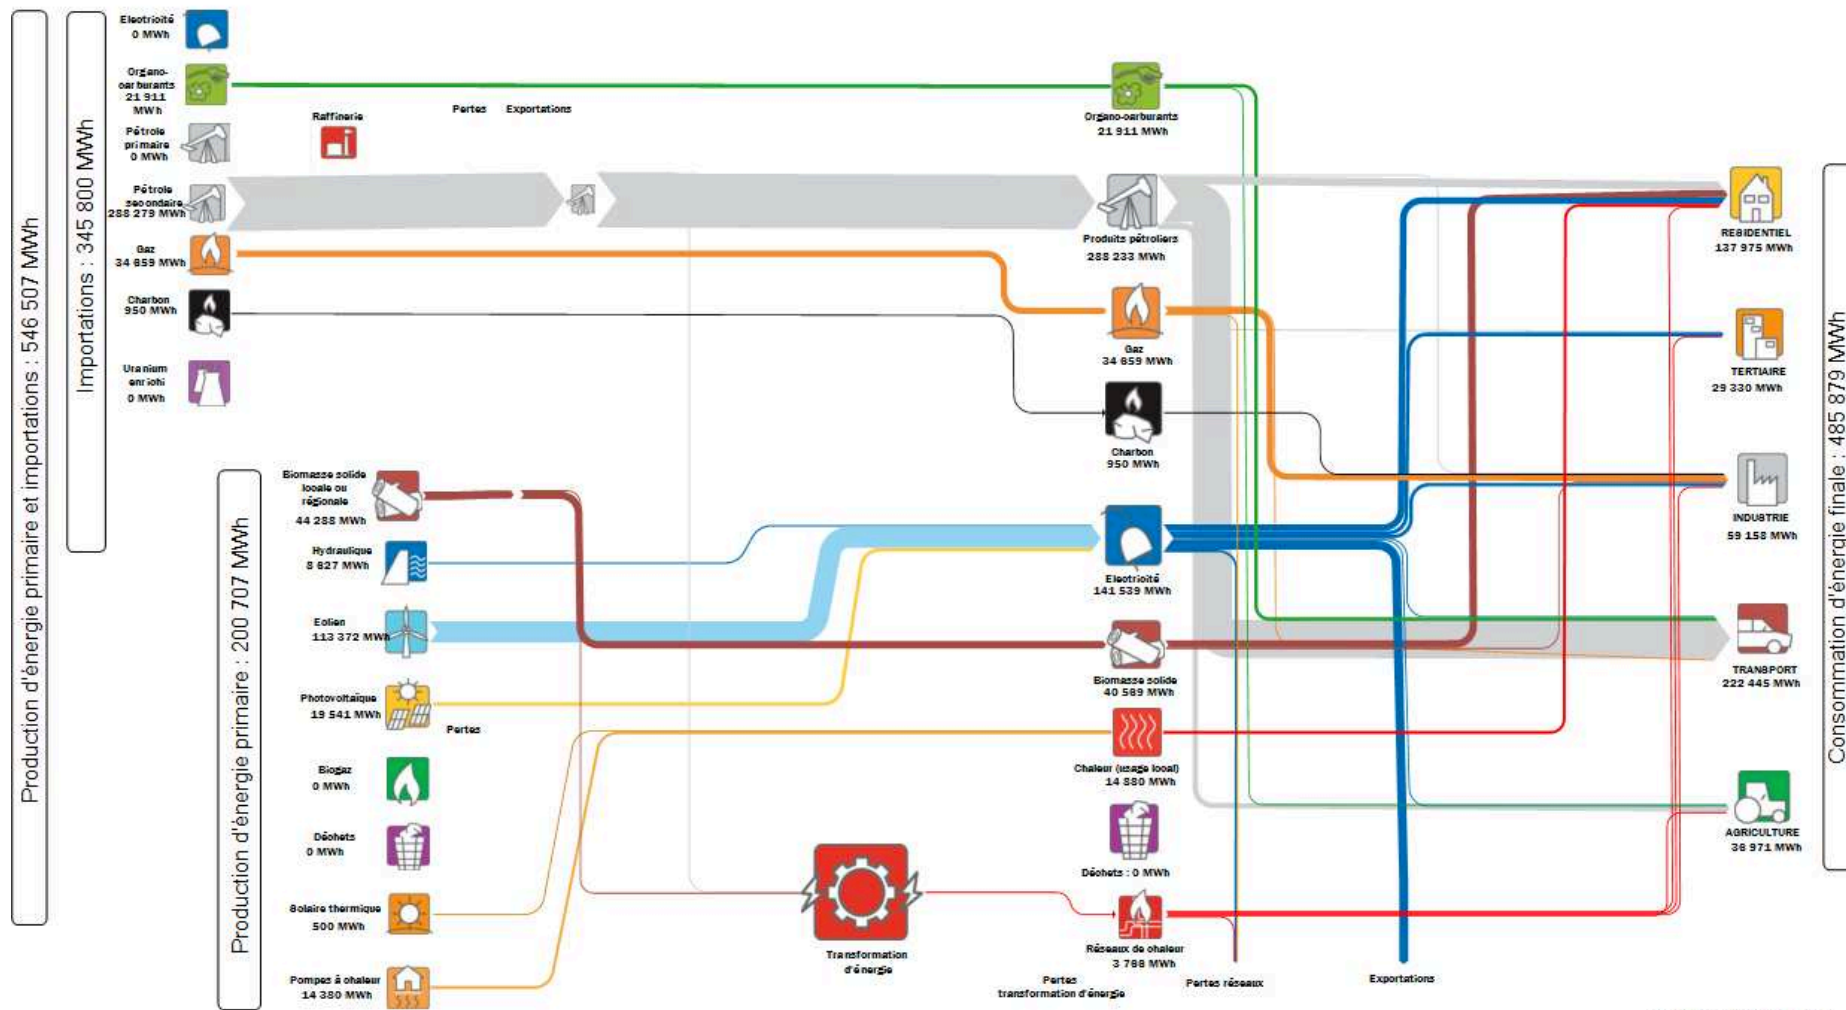 Production d'énergie primaire et importations : 546 507 MWh
Importations : 345 800 MWh
Electricité
0 MWh
Organo-
carburants
21 911
MWh
Pétrole
primaire
0 MWh
Pétrole
secondaire
288 279 MWh
Gaz
34 659 MWh
Charbon
950 MWh
Uranium
enrichi
0 MWh
Raffinerie
Pertes
Exportations
Production d'énergie primaire : 200 707 MWh
Biomasse solide
locale ou
régionale
44 288 MWh
Hydraulique
8 627 MWh
Eolien
113 372 MWh
Photovoltaïque
19 541 MWh
Pertes
Biogaz
0 MWh
Déchets
0 MWh
Solaire thermique
500 MWh
Pompes à chaleur
14 380 MWh
Transformation
d'énergie
Organo-carburants
21 911 MWh
Produits pétroliers
288 233 MWh
Gaz
34 659 MWh
Charbon
950 MWh
Electricité
141 539 MWh
Biomasse solide
40 589 MWh
Chaleur (usage local)
14 880 MWh
Déchets : 0 MWh
Réseaux de chaleur
3 768 MWh
Pertes
transformation d'énergie
Pertes réseaux
Exportations
RESIDENTIEL
137 975 MWh
TERTIAIRE
29 330 MWh
INDUSTRIE
59 158 MWh
TRANSPORT
222 445 MWh
AGRICULTURE
36 971 MWh
Consommation d'énergie finale : 485 879 MWh